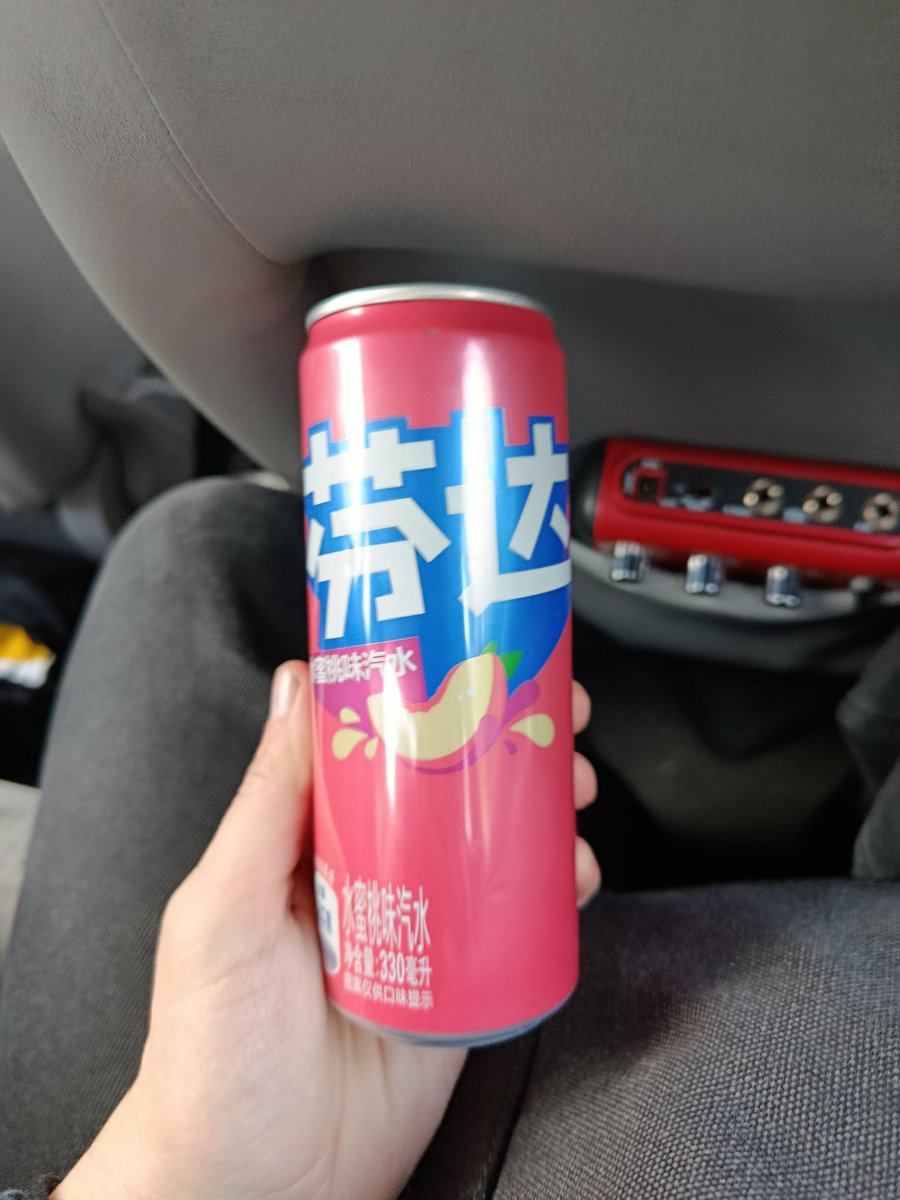 芬达
蜜桃味汽水
水蜜桃味汽水
净含量:330毫升
图案仅供口味提示